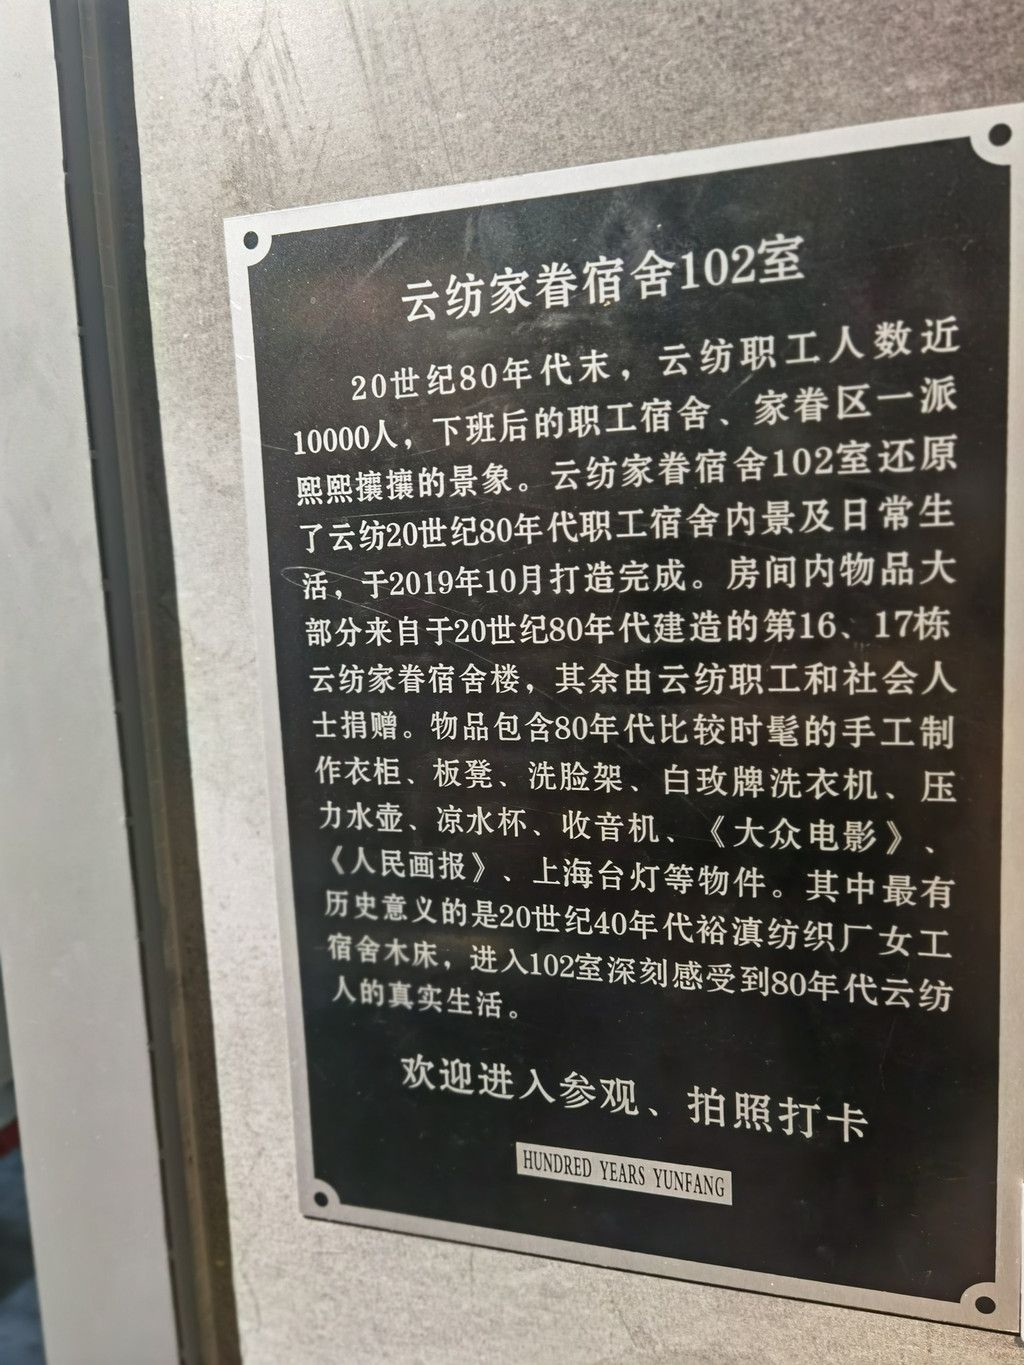 云纺家眷宿舍102室
20世纪80年代末，云纺职工人数近
10000人，下班后的职工宿舍、家眷区一派
熙熙攘攘的景象。云纺家眷宿舍102室还原
了云纺20世纪80年代职工宿舍内景及日常生
活，于2019年10月打造完成。房间内物品大
部分来自于20世纪80年代建造的第16、17栋
云纺家眷宿舍楼，其余由云纺职工和社会人
士捐赠。物品包含80年代比较时髦的手工制
作衣柜、板凳、洗脸架、白玫牌洗衣机、压
力水壶、凉水杯、收音机、《大众电影》、
《人民画报》、上海台灯等物件。其中最有
历史意义的是20世纪40年代裕滇纺织厂女工
宿舍木床，进入102室深刻感受到80年代云纺
人的真实生活。
欢迎进入参观、拍照打卡
HUNDRED YEARS YUNFANG